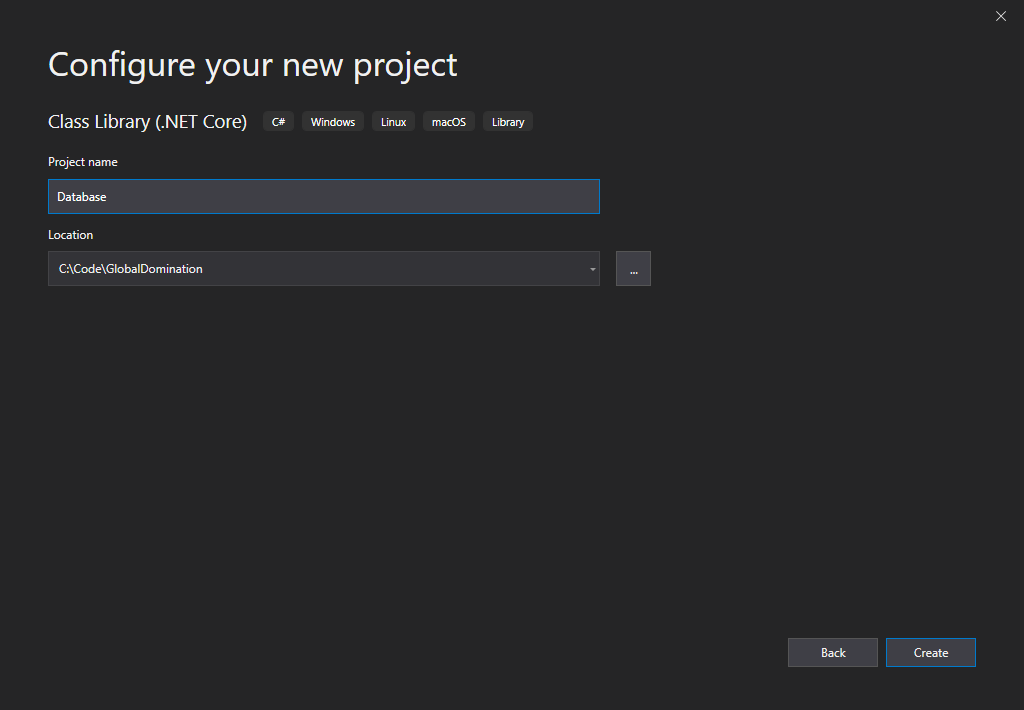 Configure your new project
Class Library (.NET Core) C# Windows Linux macOS Library
Project name
Database
Location
C:\Code\GlobalDomination
...
Back Create